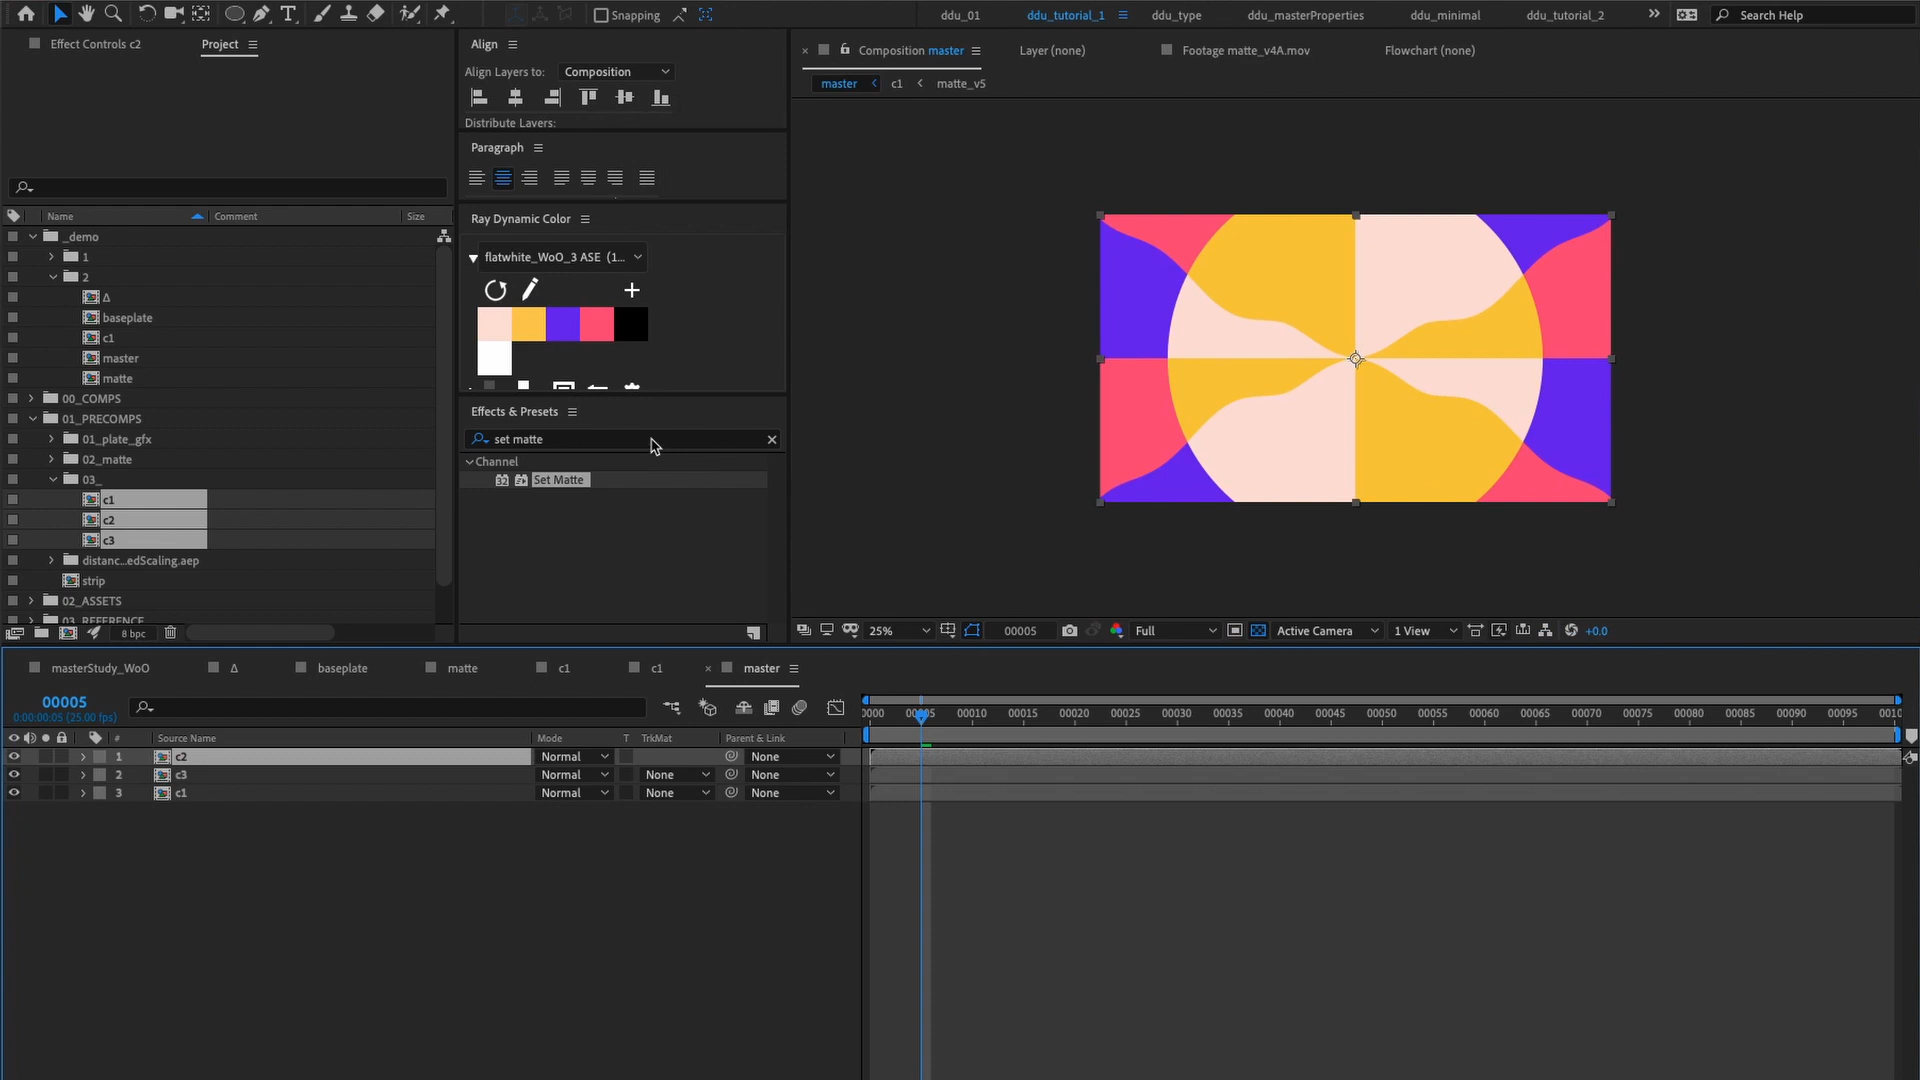 Snapping
ddu_01
ddu_tutorial_1
ddu_type
ddu_masterProperties
ddu_minimal
ddu_tutorial_2
Search Help
Effect Controls c2
Project
Align
Composition master
Layer (none)
Footage matte_v4A.mov
Flowchart (none)
Align Layers to:
Composition
master
c1
matte_v5
Distribute Layers:
Paragraph
Ray Dynamic Color
flatwhite_WoO_3 ASE (1...
Name
Comment
Size
_demo
1
2
Δ
baseplate
c1
master
matte
00_COMPS
01_PRECOMPS
01_plate_gfx
02_matte
03_
c1
c2
c3
distanc...edScaling.aep
strip
02_ASSETS
03_REFERENCE
8 bpc
Effects & Presets
set matte
Channel
32
Set Matte
25%
00005
Full
Active Camera
1 View
+0.0
masterStudy_WoO
Δ
baseplate
matte
c1
c1
master
00005
0:00:00:05 (25.00 fps)
0000 00005 00010 00015 00020 00025 00030 00035 00040 00045 00050 00055 00060 00065 00070 00075 00080 00085 00090 00095 0010
# Source Name Mode T TrkMat Parent & Link
1 c2 Normal None
2 c3 Normal None None
3 c1 Normal None None